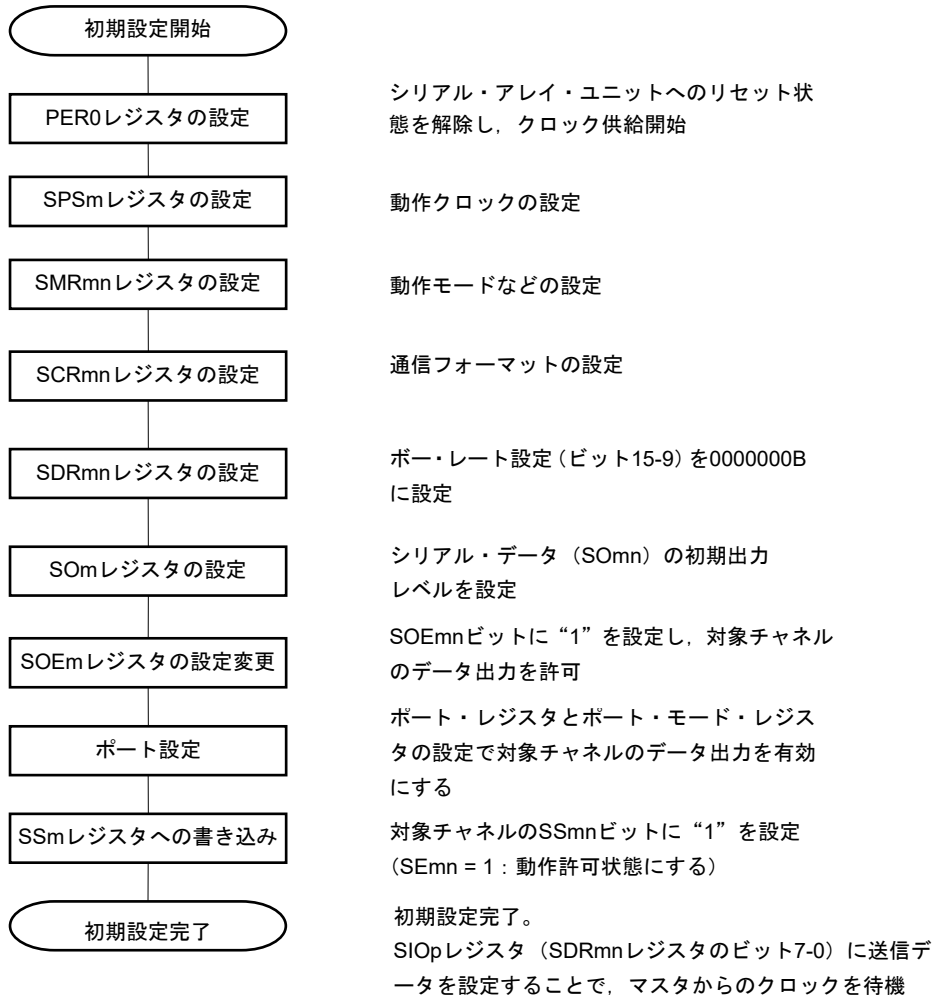 初期設定開始
PER0レジスタの設定
シリアル・アレイ・ユニットへのリセット状
態を解除し，クロック供給開始
SPSmレジスタの設定
動作クロックの設定
SMRmnレジスタの設定
動作モードなどの設定
SCRmnレジスタの設定
通信フォーマットの設定
SDRmnレジスタの設定
ボー・レート設定（ビット15-9）を0000000B
に設定
SOmレジスタの設定
シリアル・データ（SOmn）の初期出力
レベルを設定
SOEmレジスタの設定変更
SOEmnビットに“1”を設定し，対象チャネル
のデータ出力を許可
ポート設定
ポート・レジスタとポート・モード・レジス
タの設定で対象チャネルのデータ出力を有効
にする
SSmレジスタへの書き込み
対象チャネルのSSmnビットに“1”を設定
（SEmn = 1：動作許可状態にする）
初期設定完了
初期設定完了。
SIOpレジスタ（SDRmnレジスタのビット7-0）に送信デ
ータを設定することで，マスタからのクロックを待機